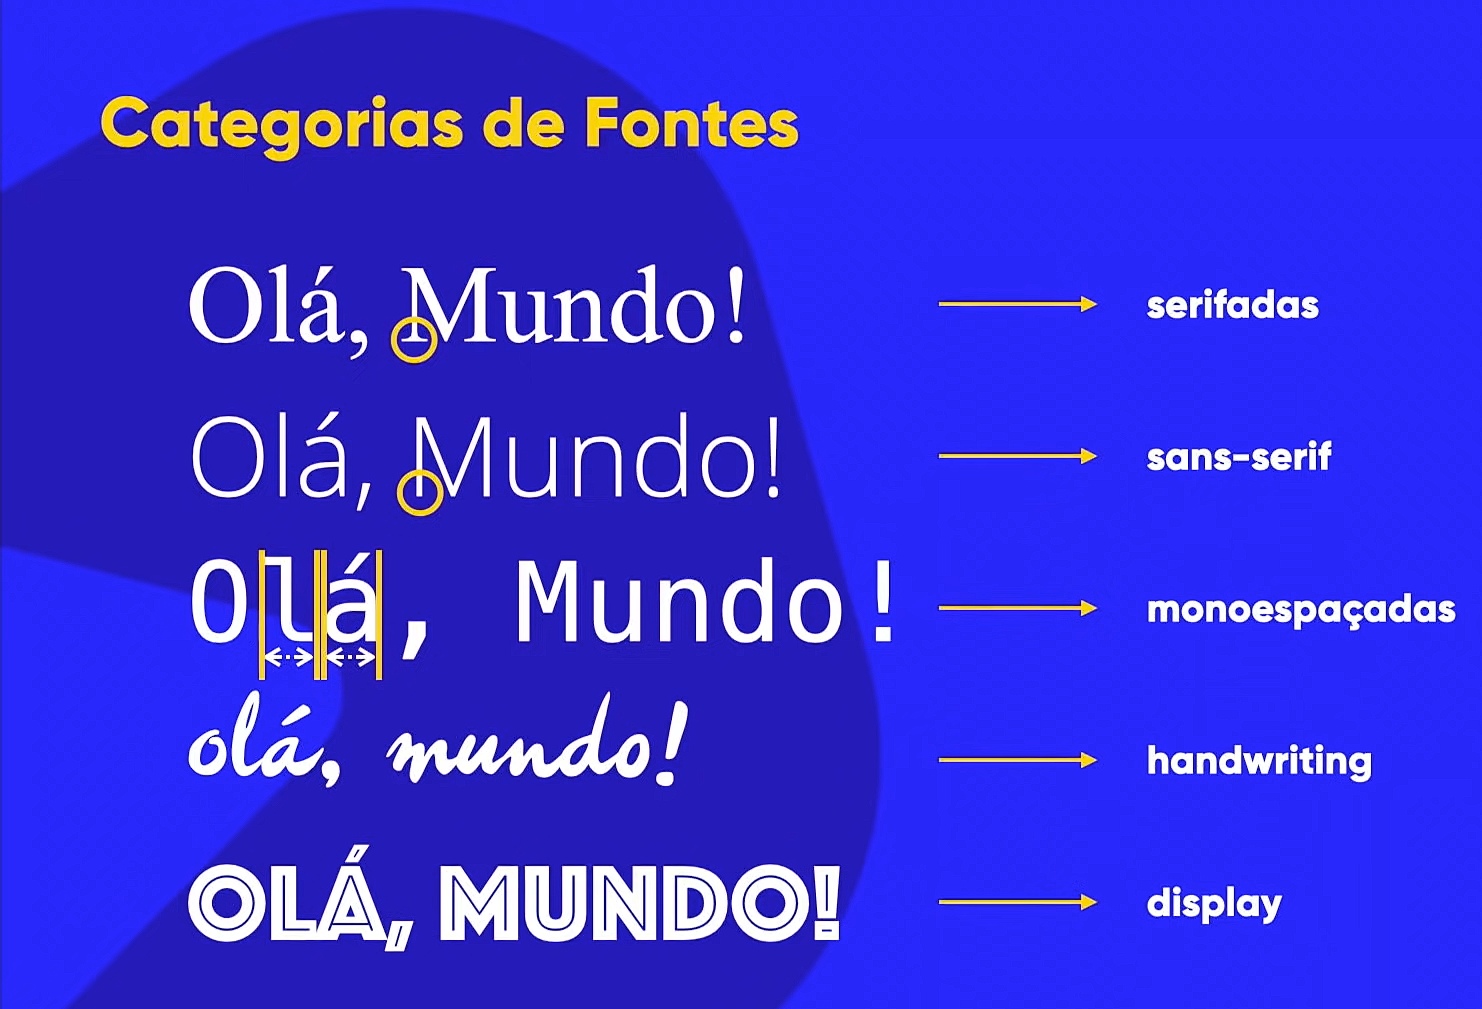 Categorias de Fontes
Olá, Mundo! serifadas
Olá, Mundo! sans-serif
Olá, Mundo! monoespaçadas
olá, mundo! handwriting
OLÁ, MUNDO! display